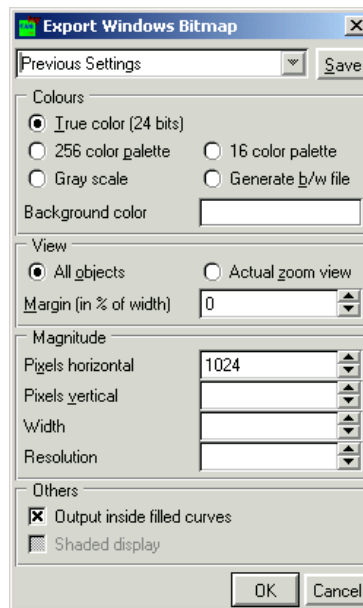 Export Windows Bitmap
Previous Settings Save
Colours
True color (24 bits)
256 color palette 16 color palette
Gray scale Generate b/w file
Background color
View
All objects Actual zoom view
Margin (in % of width) 0
Magnitude
Pixels horizontal 1024
Pixels vertical
Width
Resolution
Others
Output inside filled curves
Shaded display
OK Cancel